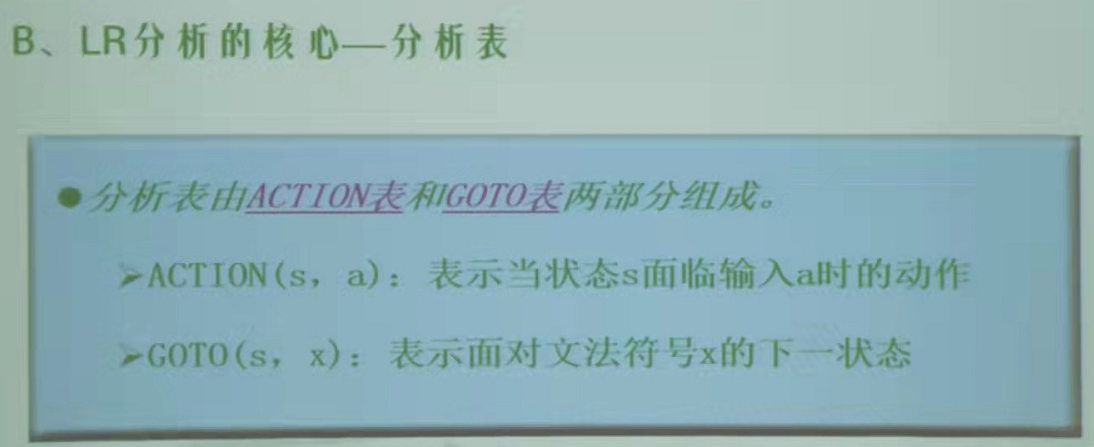 B、LR分析的核心—分析表
●分析表由ACTION表和GOTO表两部分组成。
➢ACTION(s, a): 表示当状态s面临输入a时的动作
➢GOTO(s, x): 表示面对文法符号x的下一状态